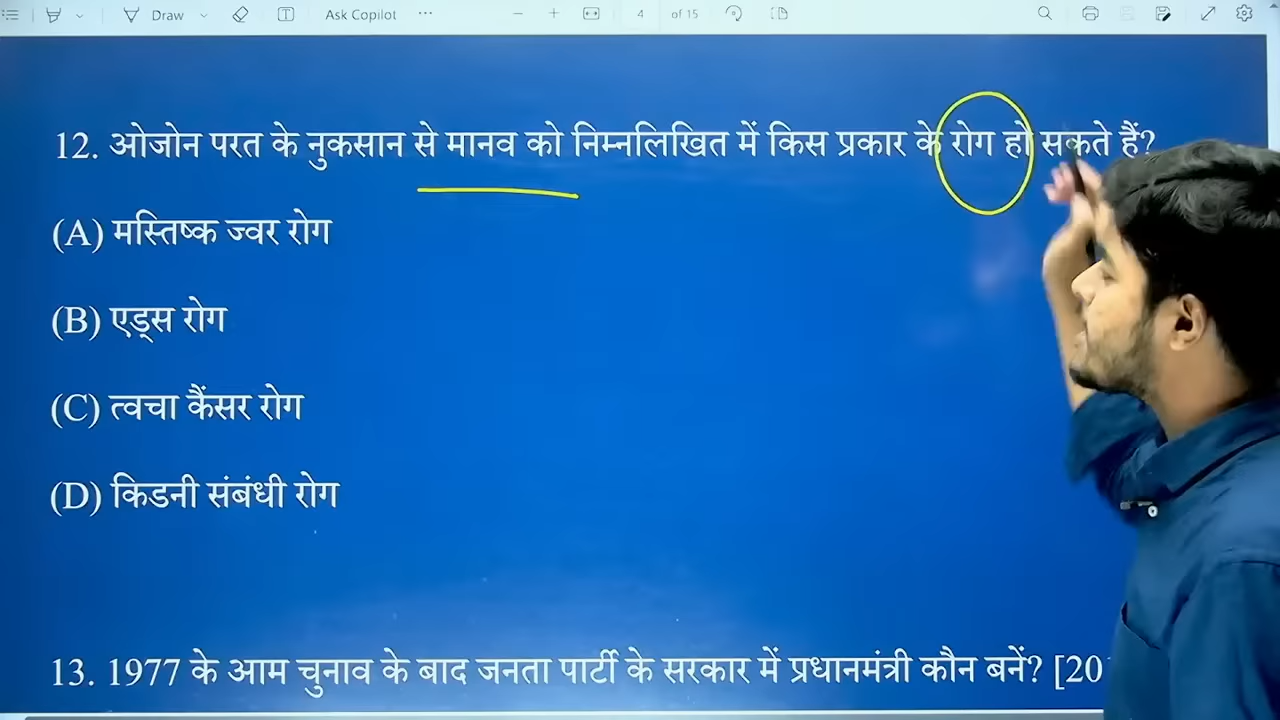 Draw Ask Copilot 4 of 15
12. ओजोन परत के नुकसान से मानव को निम्नलिखित में किस प्रकार के रोग हो सकते हैं?
(A) मस्तिष्क ज्वर रोग
(B) एड्स रोग
(C) त्वचा कैंसर रोग
(D) किडनी संबंधी रोग
13. 1977 के आम चुनाव के बाद जनता पार्टी के सरकार में प्रधानमंत्री कौन बनें? [20